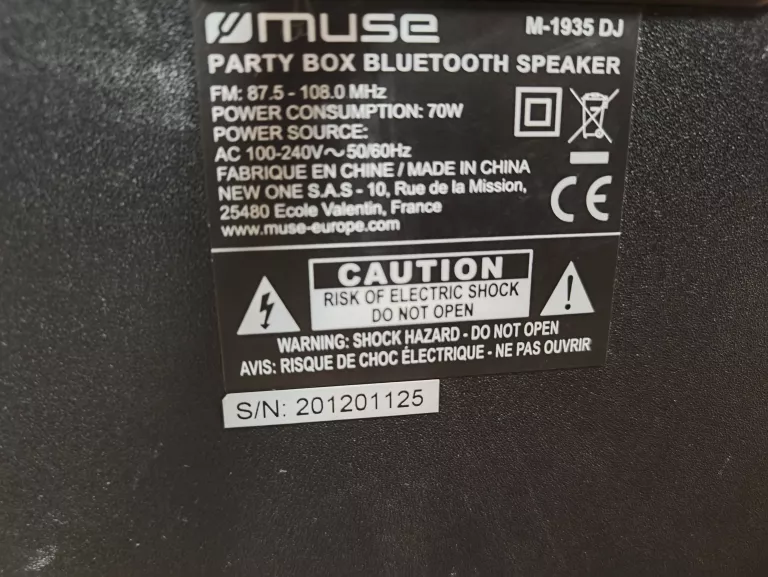 muse M-1935 DJ
PARTY BOX BLUETOOTH SPEAKER
FM: 87.5 - 108.0 MHz
POWER CONSUMPTION: 70W
POWER SOURCE:
AC 100-240V～50/60Hz
FABRIQUE EN CHINE / MADE IN CHINA
NEW ONE S.A.S - 10, Rue de la Mission,
25480 Ecole Valentin, France
www.muse-europe.com
CE
CAUTION
RISK OF ELECTRIC SHOCK
DO NOT OPEN
WARNING: SHOCK HAZARD - DO NOT OPEN
AVIS: RISQUE DE CHOC ÉLECTRIQUE - NE PAS OUVRIR
S/N: 201201125